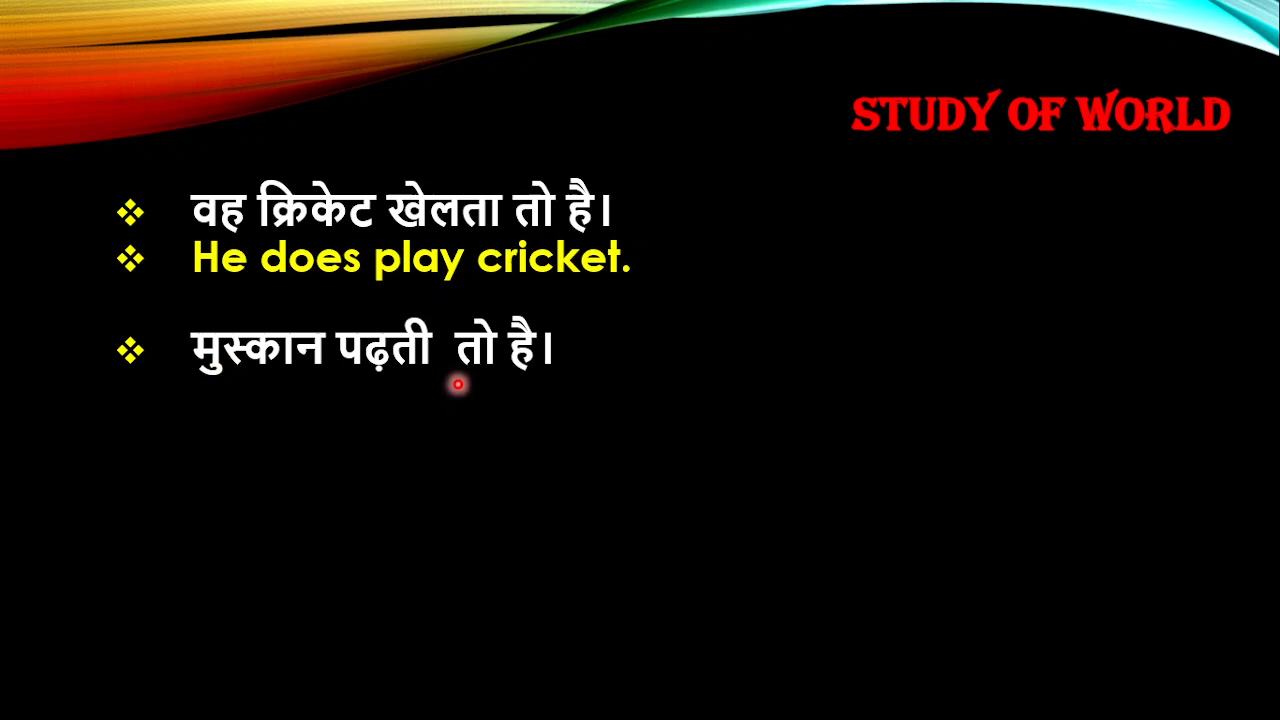 STUDY OF WORLD
वह क्रिकेट खेलता तो है।
He does play cricket.
मुस्कान पढ़ती तो है।